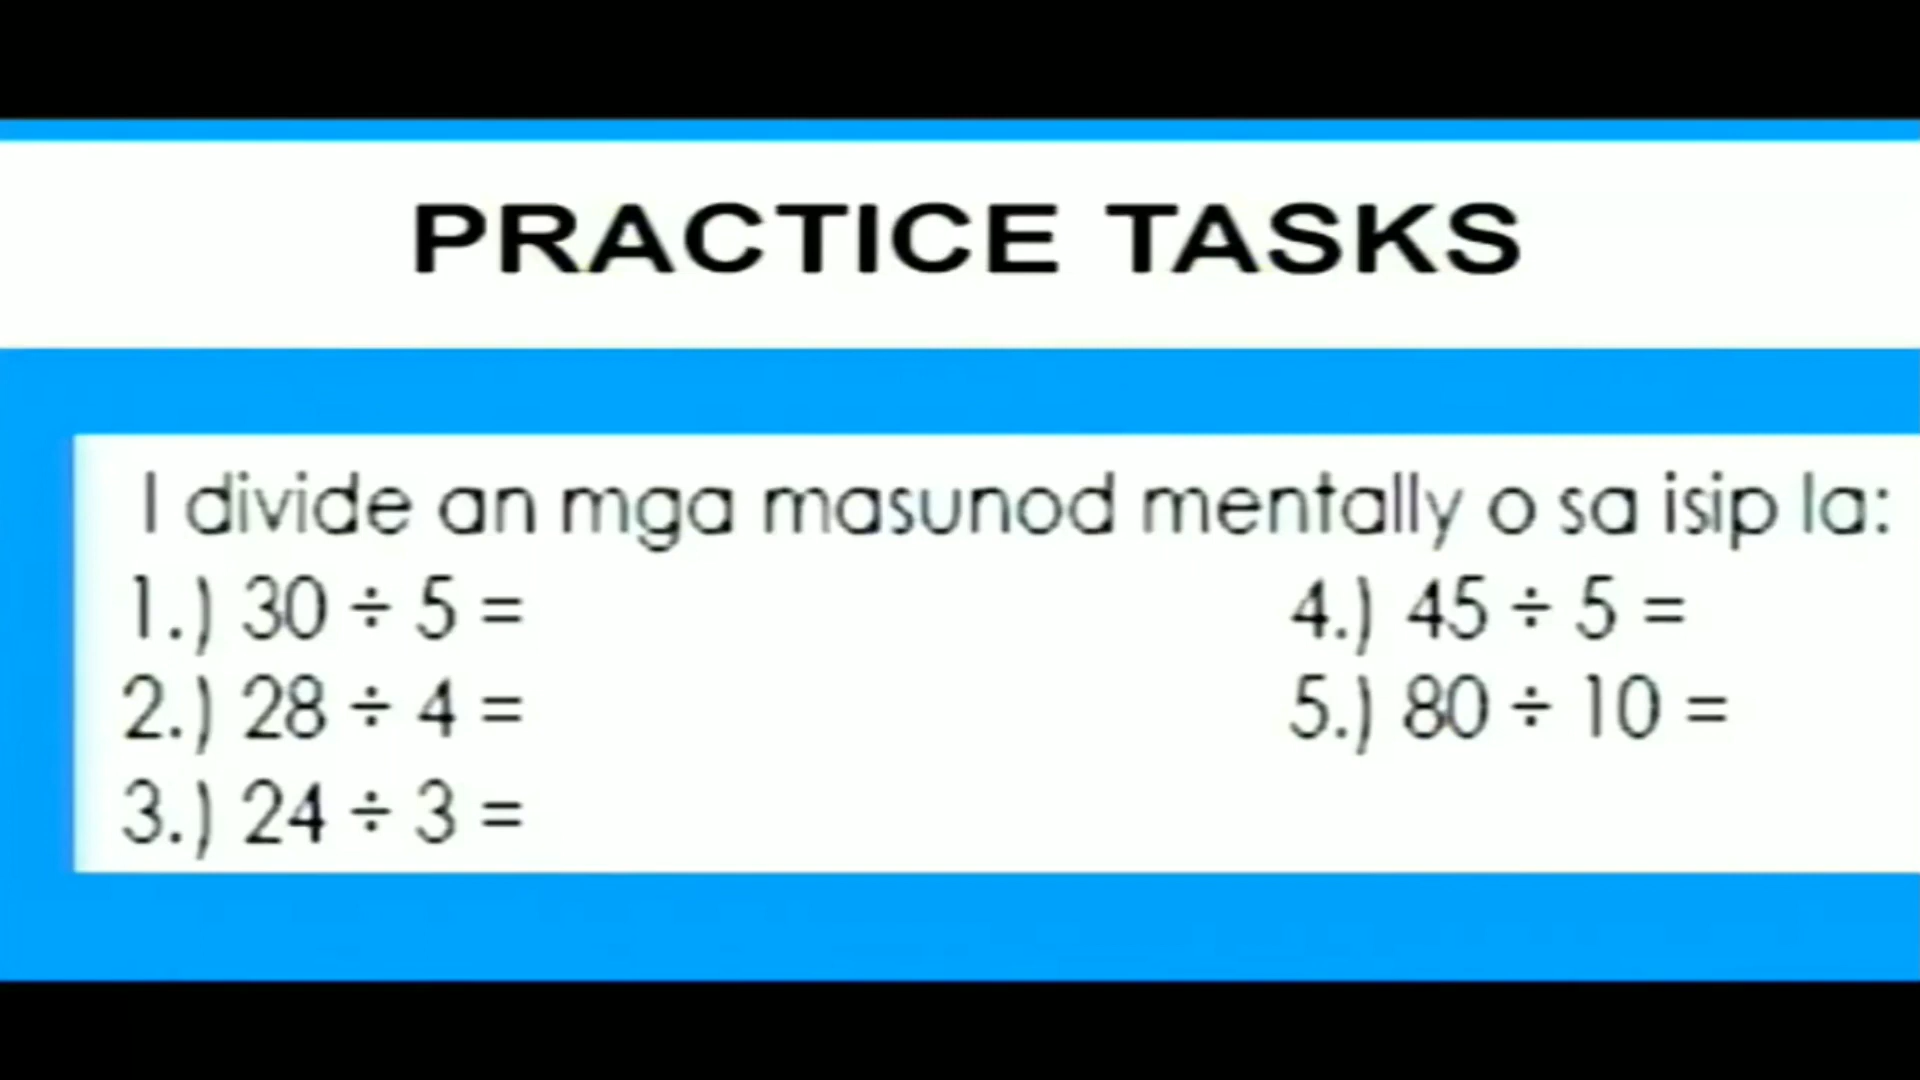 PRACTICE TASKS
I divide an mga masunod mentally o sa isip la:
1.) 30 ÷ 5 =
2.) 28 ÷ 4 =
3.) 24 ÷ 3 =
4.) 45 ÷ 5 =
5.) 80 ÷ 10 =